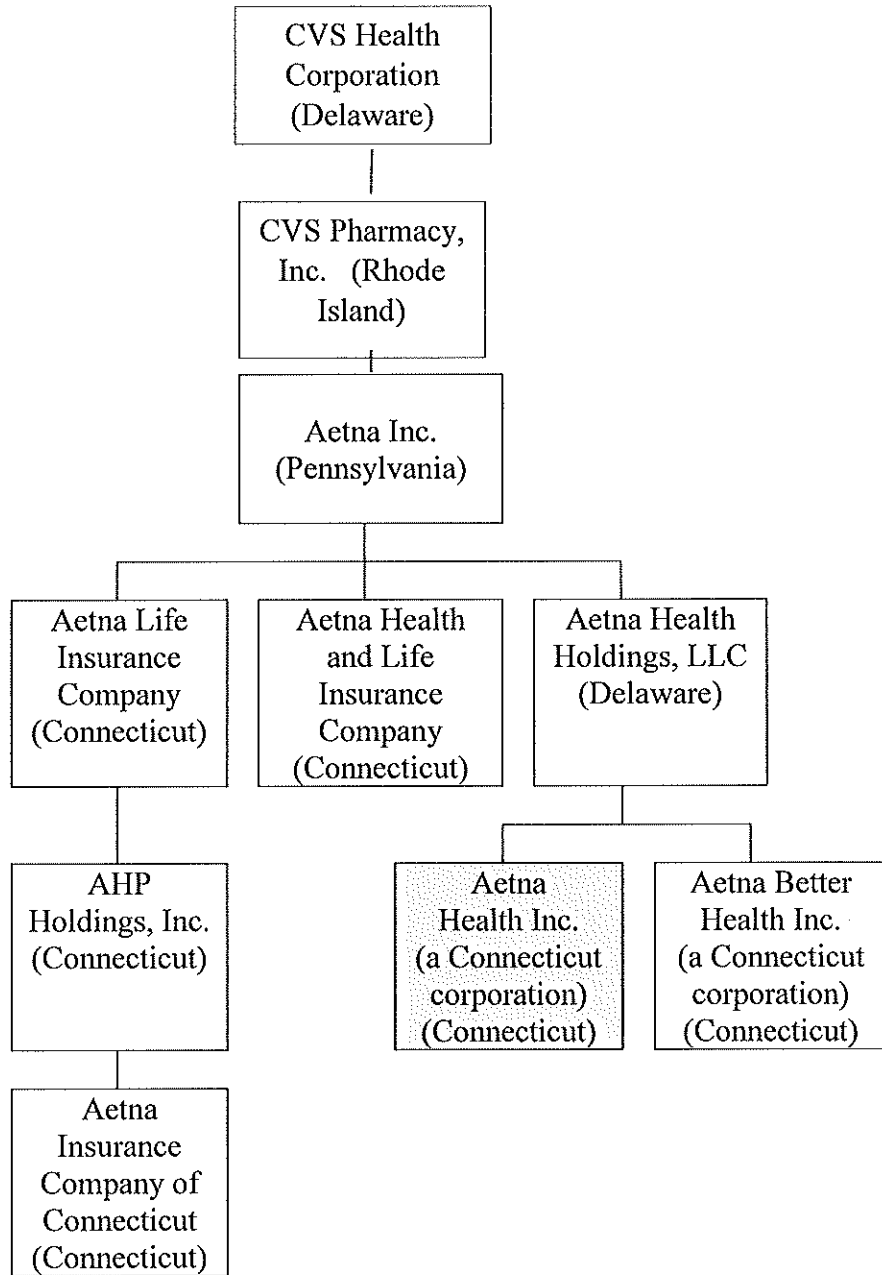 CVS Health
Corporation
(Delaware)
CVS Pharmacy,
Inc. (Rhode
Island)
Aetna Inc.
(Pennsylvania)
Aetna Life
Insurance
Company
(Connecticut)
Aetna Health
and Life
Insurance
Company
(Connecticut)
Aetna Health
Holdings, LLC
(Delaware)
AHP
Holdings, Inc.
(Connecticut)
Aetna
Health Inc.
(a Connecticut
corporation)
(Connecticut)
Aetna Better
Health Inc.
(a Connecticut
corporation)
(Connecticut)
Aetna
Insurance
Company of
Connecticut
(Connecticut)